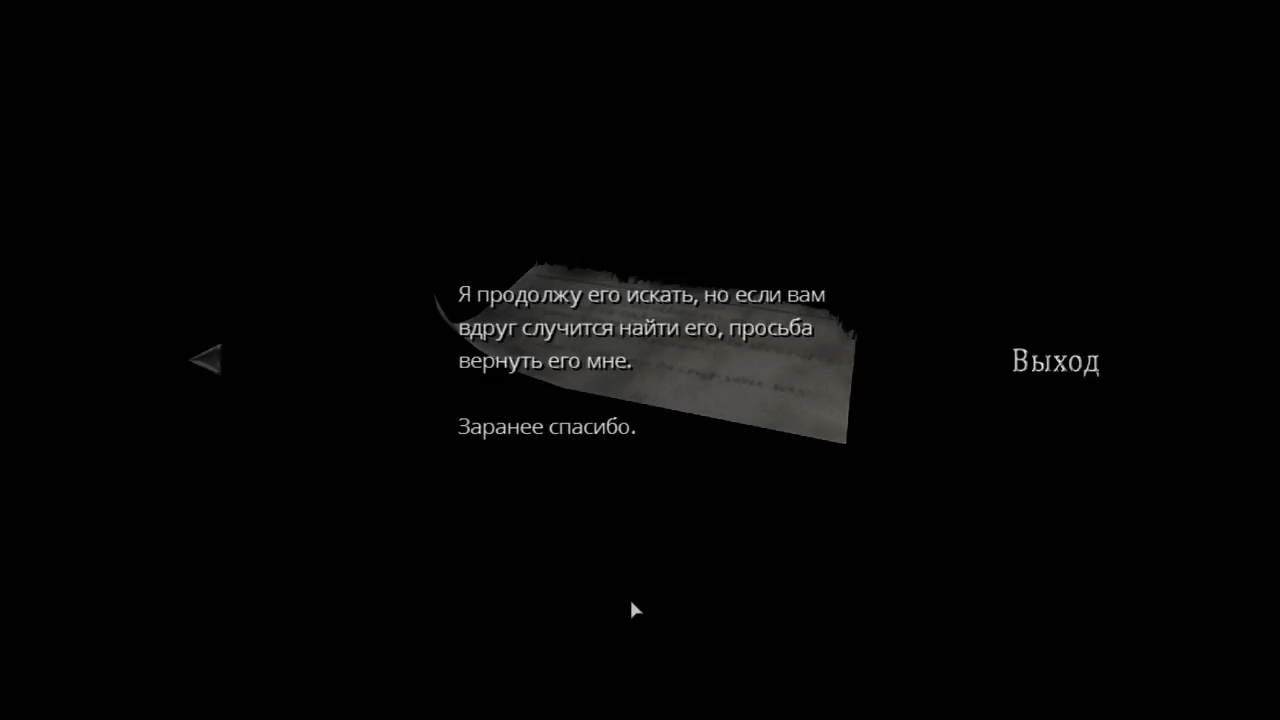 Я продолжу его искать, но если вам
вдруг случится найти его, просьба
вернуть его мне.
Заранее спасибо.
Выход